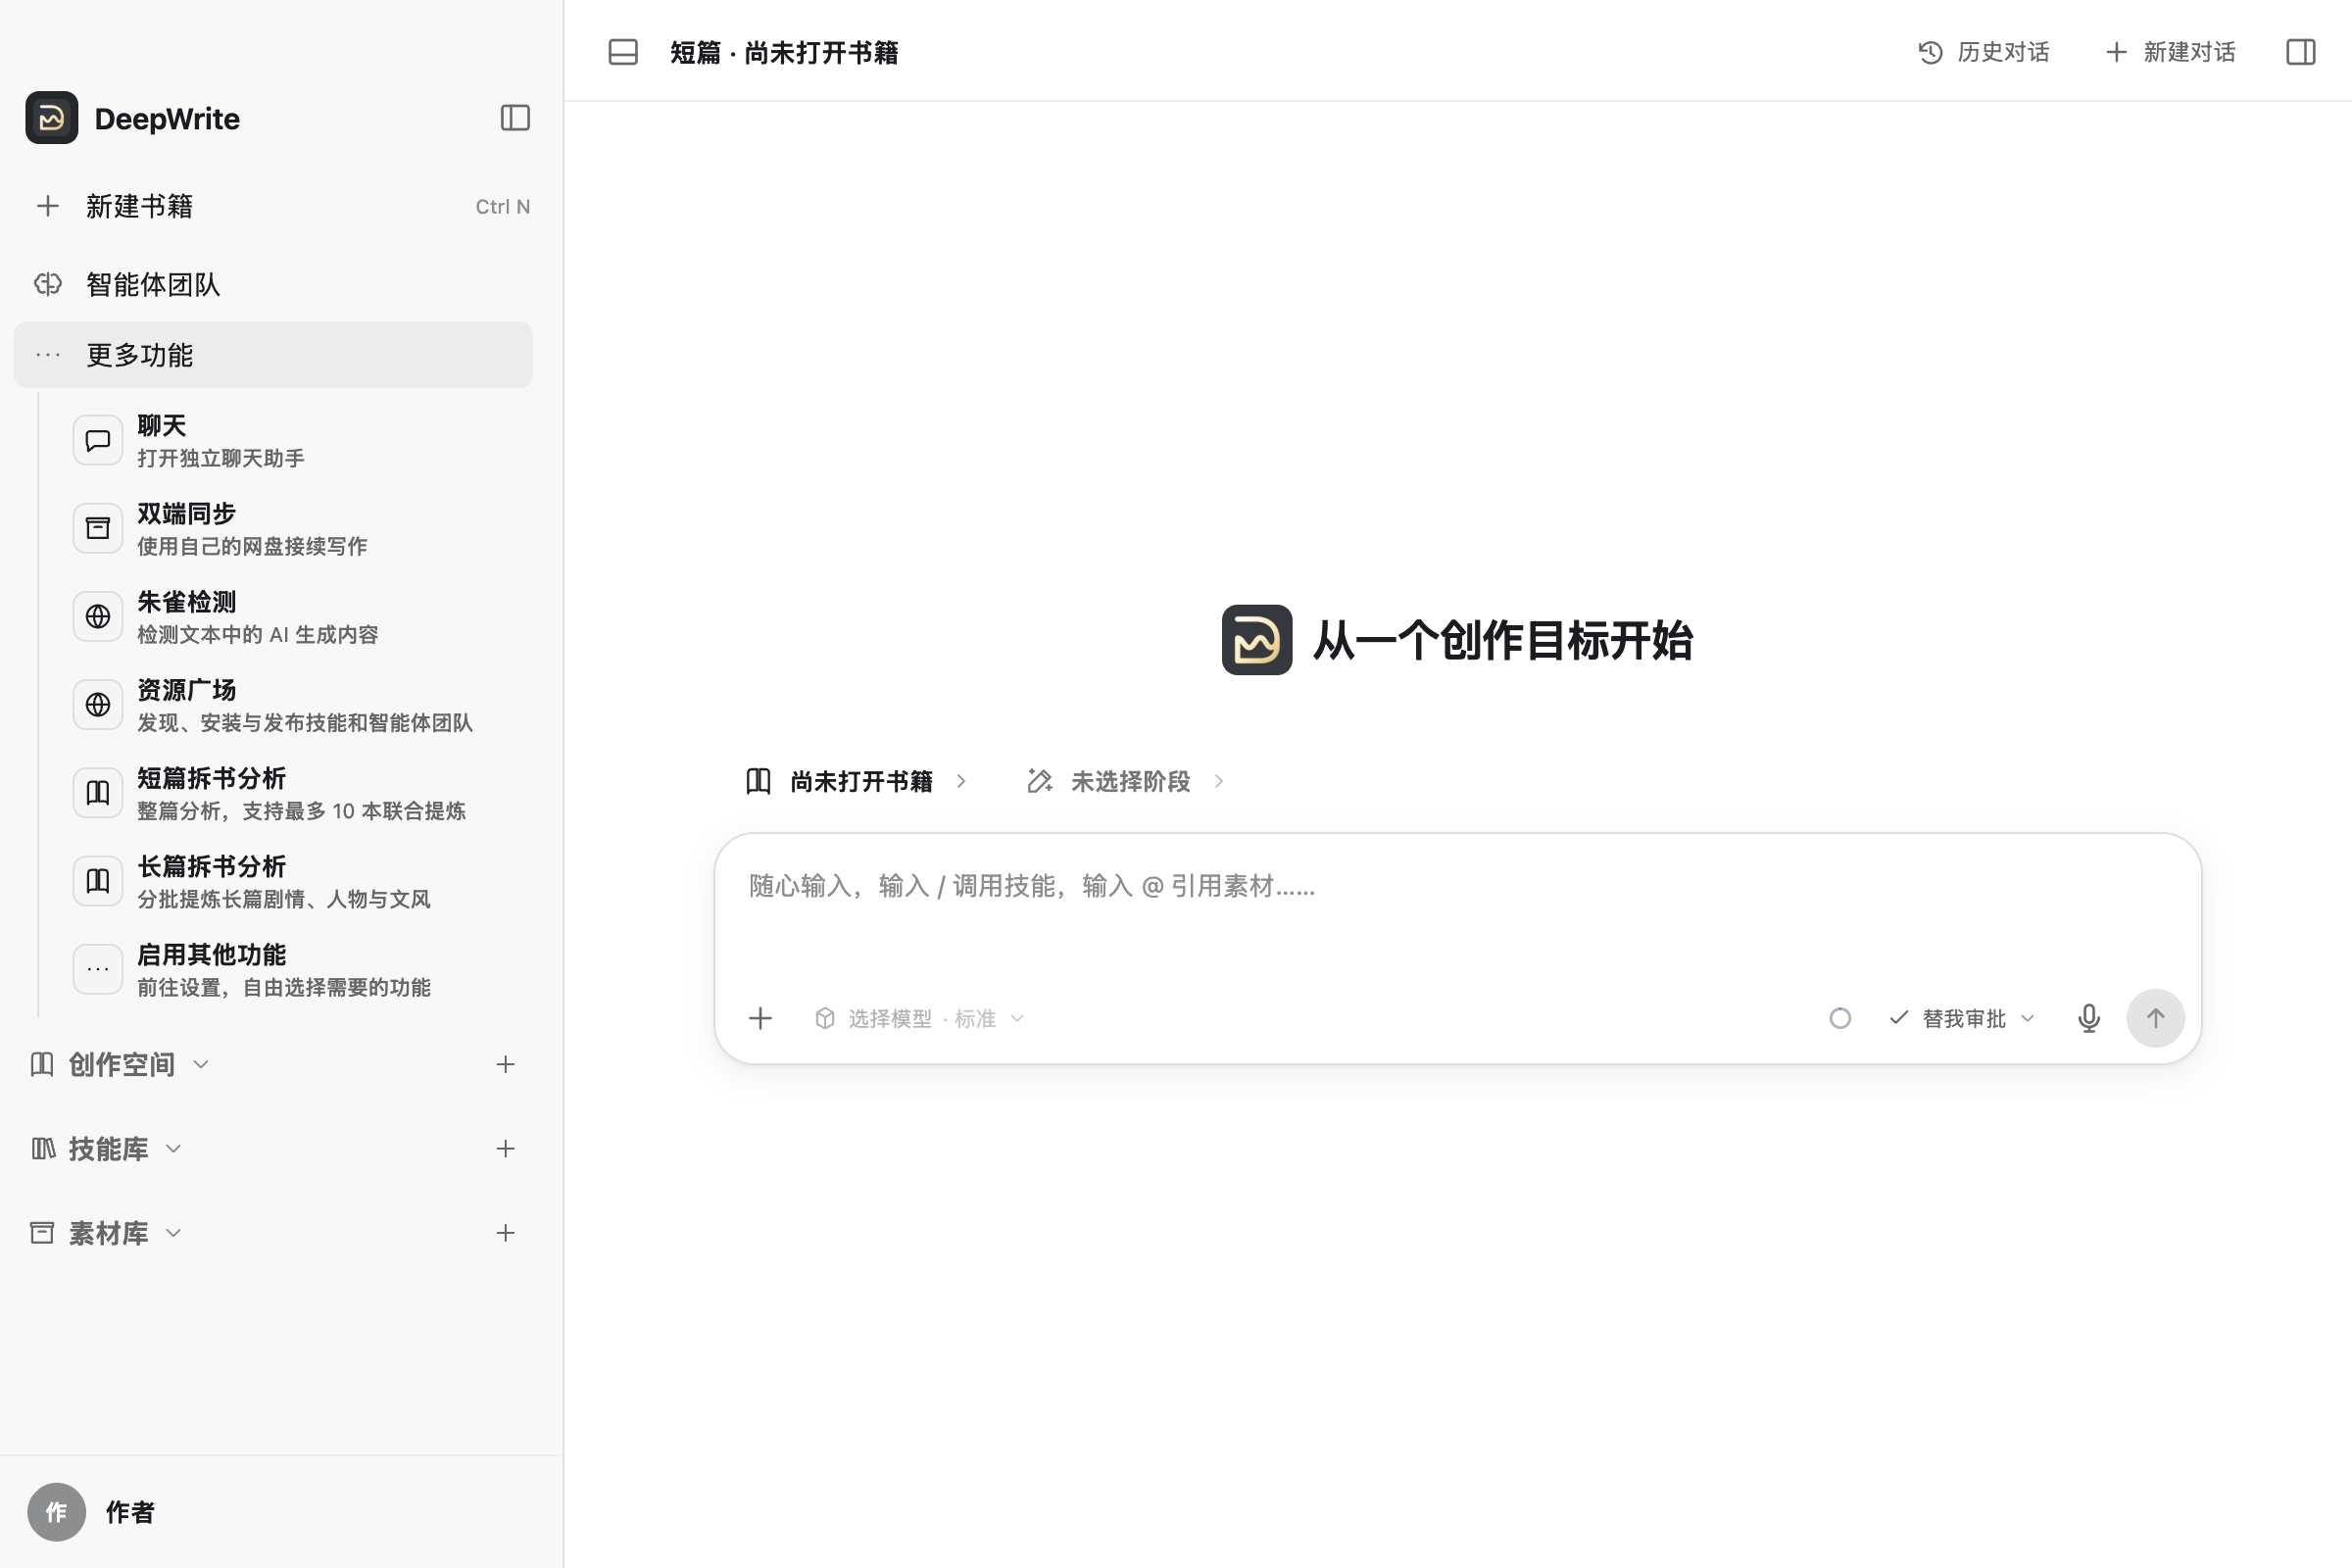 DeepWrite
新建书籍
Ctrl N
智能体团队
更多功能
聊天
打开独立聊天助手
双端同步
使用自己的网盘接续写作
朱雀检测
检测文本中的 AI 生成内容
资源广场
发现、安装与发布技能和智能体团队
短篇拆书分析
整篇分析，支持最多 10 本联合提炼
长篇拆书分析
分批提炼长篇剧情、人物与文风
启用其他功能
前往设置，自由选择需要的功能
创作空间
技能库
素材库
作 作者
短篇 · 尚未打开书籍
历史对话
新建对话
从一个创作目标开始
尚未打开书籍
未选择阶段
随心输入，输入 / 调用技能，输入 @ 引用素材......
选择模型 · 标准
替我审批